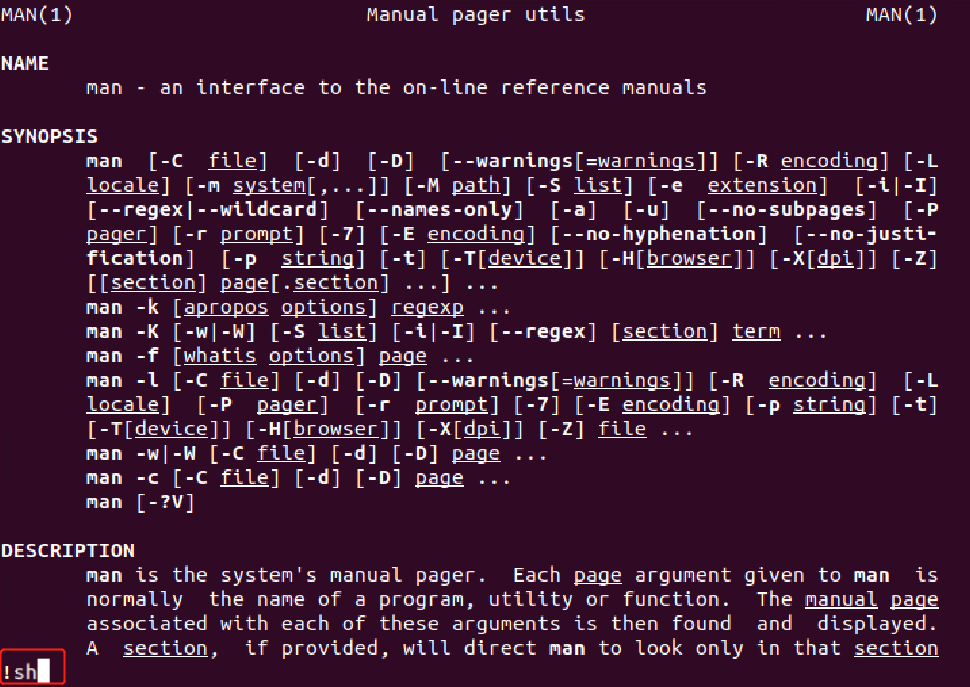 MAN(1) Manual pager utils MAN(1)
NAME
man - an interface to the on-line reference manuals
SYNOPSIS
man [-C file] [-d] [-D] [--warnings[=warnings]] [-R encoding] [-L
locale] [-m system[,...]] [-M path] [-S list] [-e extension] [-i|-I]
[--regex|--wildcard] [--names-only] [-a] [-u] [--no-subpages] [-P
pager] [-r prompt] [-7] [-E encoding] [--no-hyphenation] [--no-justi-
fication] [-p string] [-t] [-T[device]] [-H[browser]] [-X[dpi]] [-Z]
[[section] page[.section] ...] ...
man -k [apropos options] regexp ...
man -K [-w|-W] [-S list] [-i|-I] [--regex] [section] term ...
man -f [whatis options] page ...
man -l [-C file] [-d] [-D] [--warnings[=warnings]] [-R encoding] [-L
locale] [-P pager] [-r prompt] [-7] [-E encoding] [-p string] [-t]
[-T[device]] [-H[browser]] [-X[dpi]] [-Z] file ...
man -w|-W [-C file] [-d] [-D] page ...
man -c [-C file] [-d] [-D] page ...
man [-?V]
DESCRIPTION
man is the system's manual pager. Each page argument given to man is
normally the name of a program, utility or function. The manual page
associated with each of these arguments is then found and displayed.
A section, if provided, will direct man to look only in that section
!sh